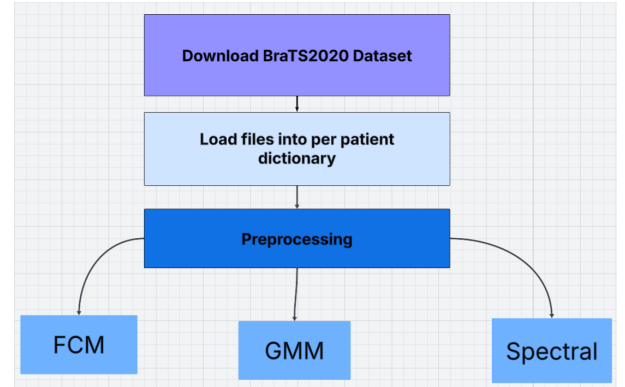 Download BraTS2020 Dataset
Load files into per patient
dictionary
Preprocessing
FCM
GMM
Spectral